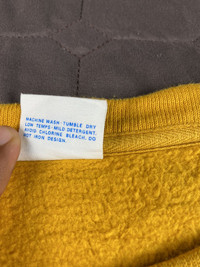 MACHINE WASH - TUMBLE DRY
LOW TEMPS - MILD DETERGENT.
AVOID CHLORINE BLEACH, DO
NOT IRON DESIGN.